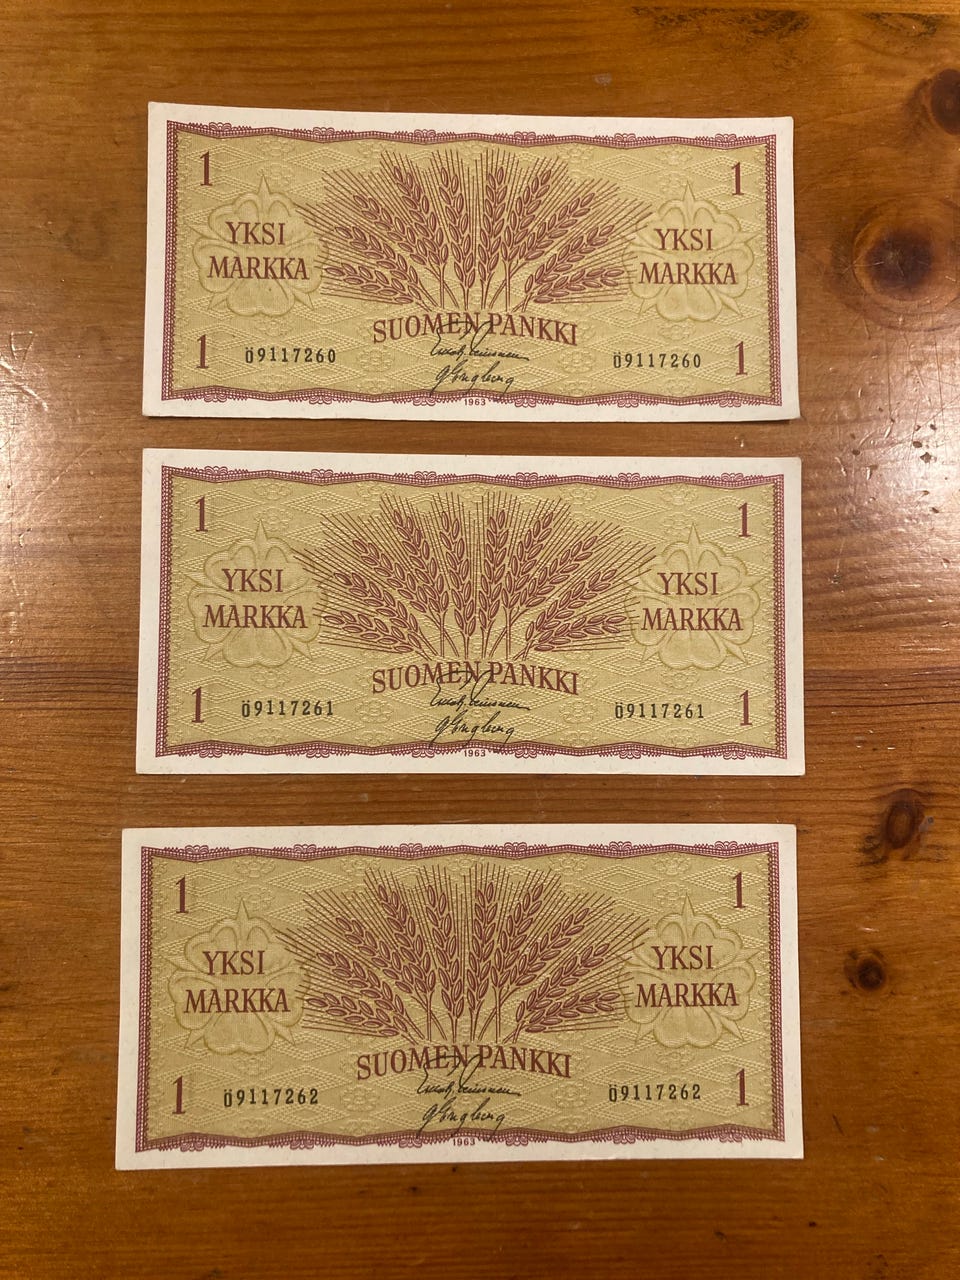 1 1
YKSI YKSI
MARKKA MARKKA
SUOMEN PANKKI
1 Ö9117260 Ö9117260 1
1963
1 1
YKSI YKSI
MARKKA MARKKA
SUOMEN PANKKI
1 Ö9117261 Ö9117261 1
1963
1 1
YKSI YKSI
MARKKA MARKKA
SUOMEN PANKKI
1 Ö9117262 Ö9117262 1
1963